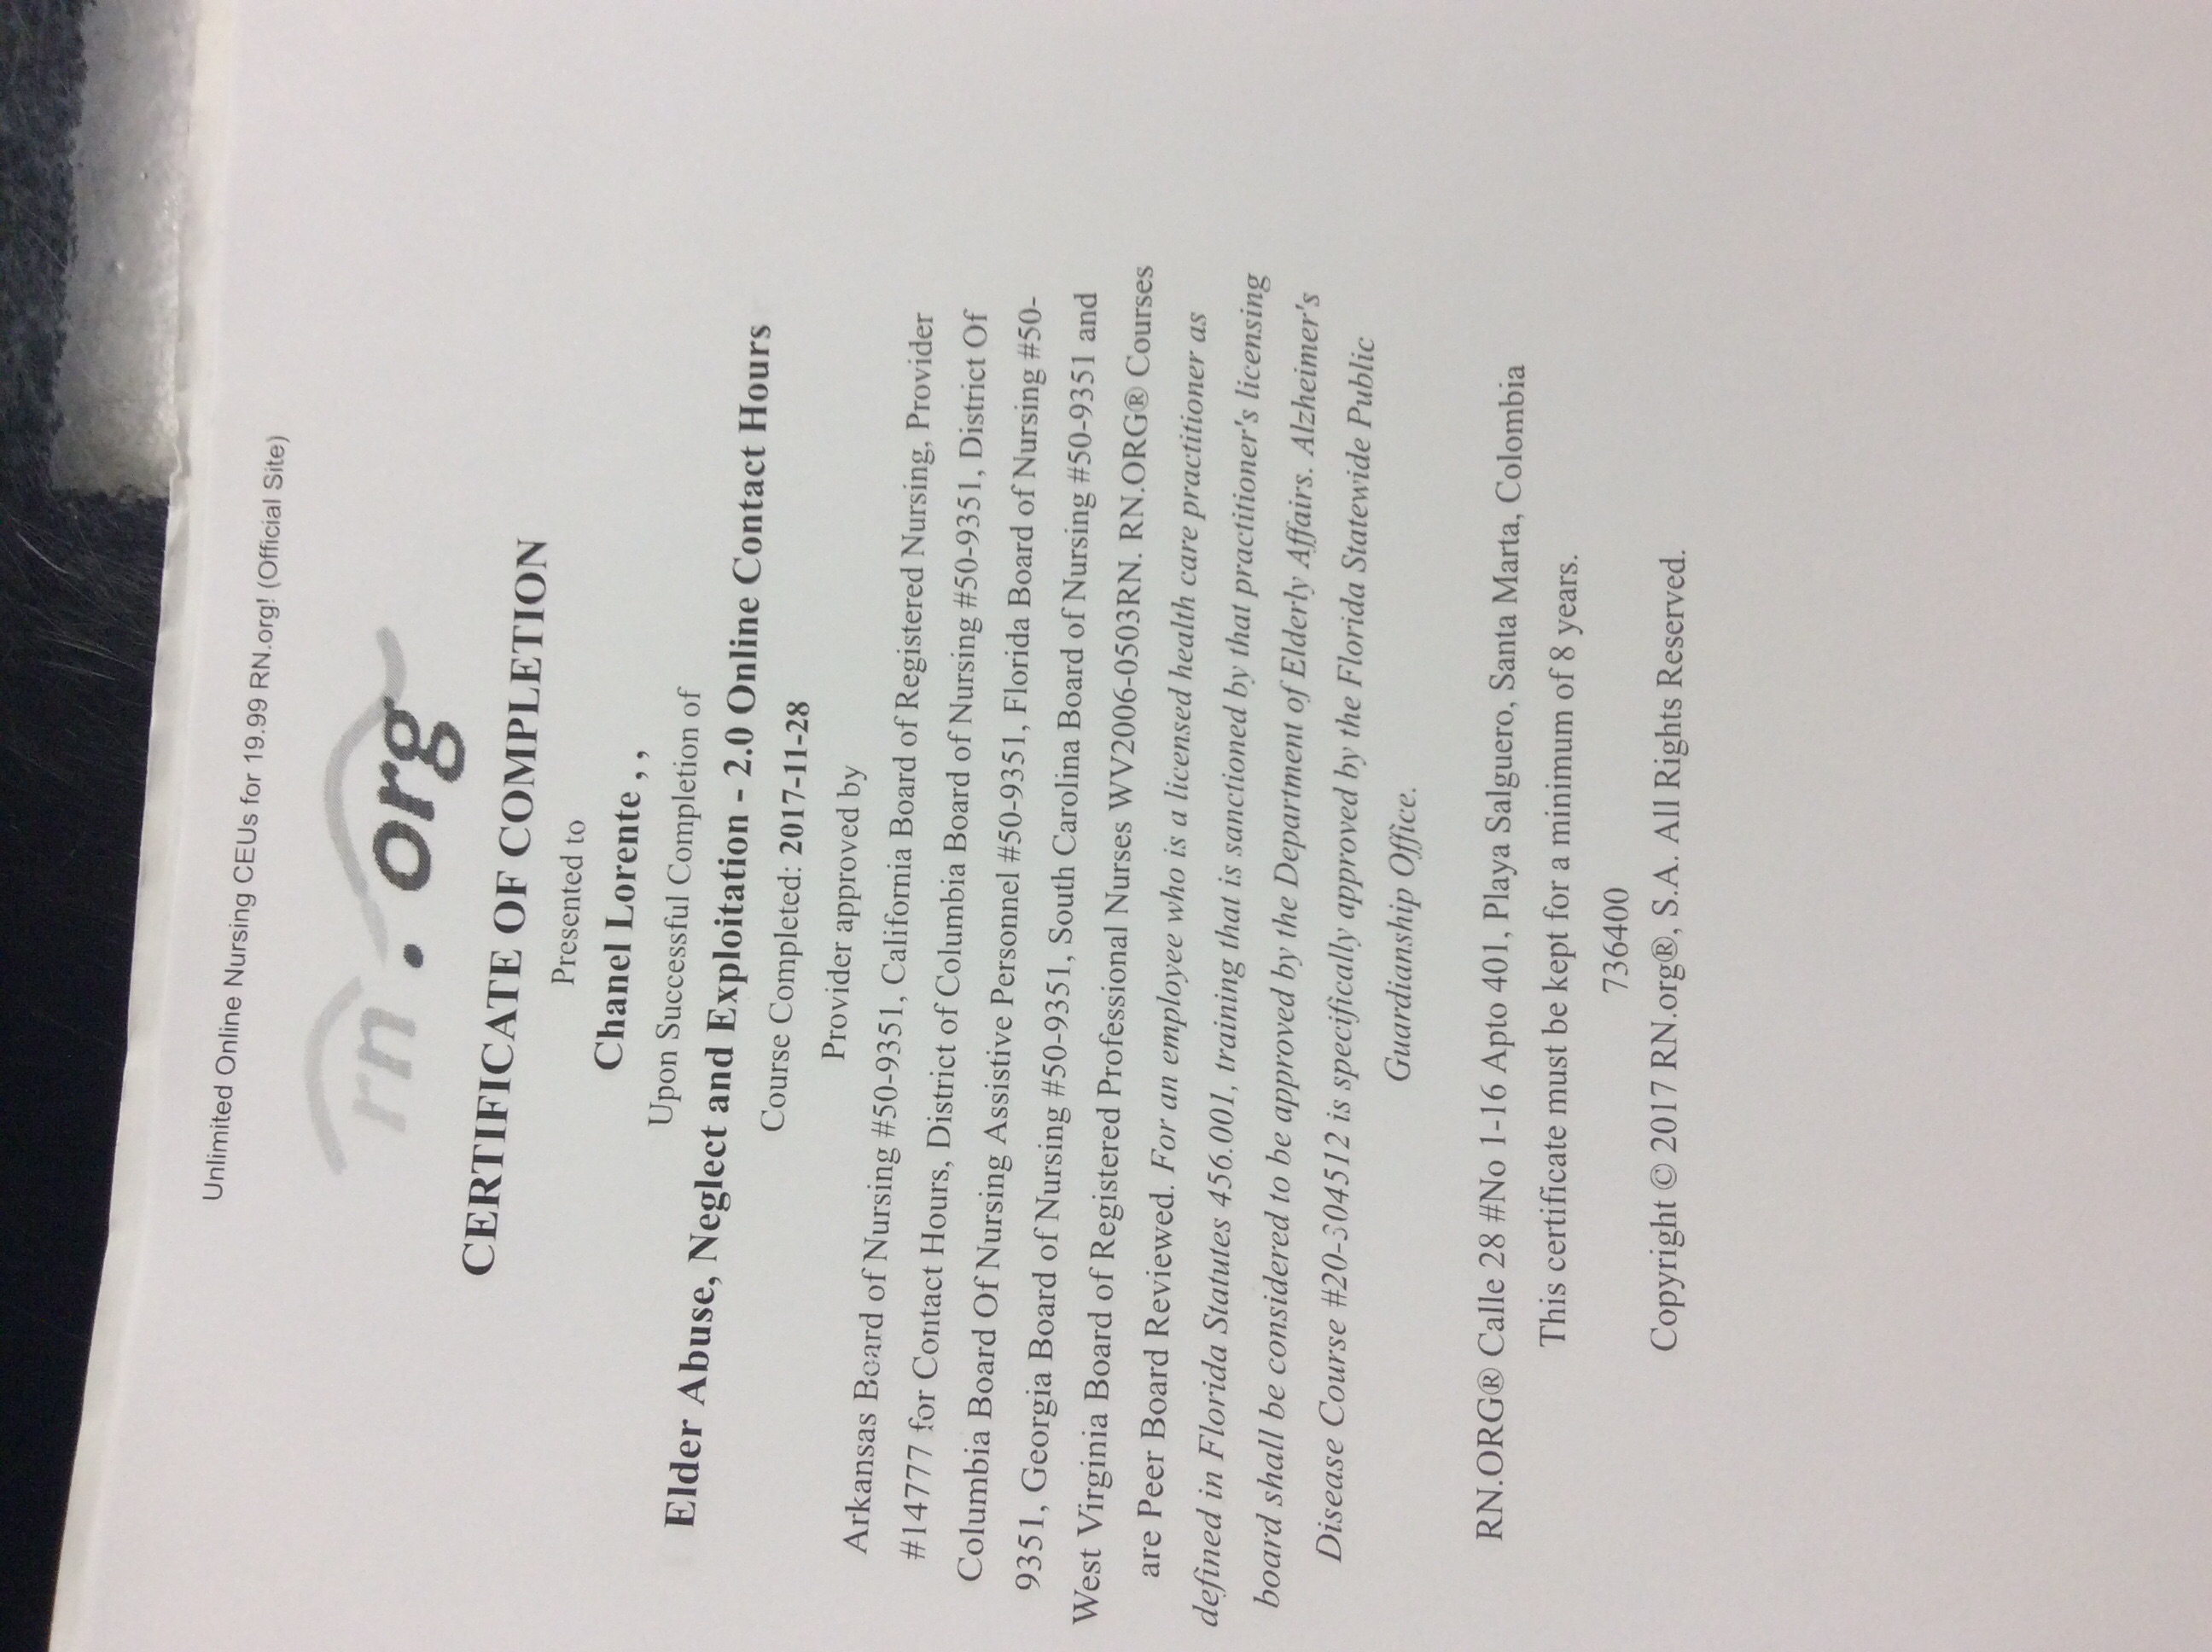 Unlimited Online Nursing CEUs for 19.99 RN.org! (Official Site)
rn.org
CERTIFICATE OF COMPLETION
Presented to
Chanel Lorente , ,
Upon Successful Completion of
Elder Abuse, Neglect and Exploitation - 2.0 Online Contact Hours
Course Completed: 2017-11-28
Provider approved by
Arkansas Board of Nursing #50-9351, California Board of Registered Nursing, Provider
#14777 for Contact Hours, District of Columbia Board of Nursing #50-9351, District Of
Columbia Board Of Nursing Assistive Personnel #50-9351, Florida Board of Nursing #50-
9351, Georgia Board of Nursing #50-9351, South Carolina Board of Nursing #50-9351 and
West Virginia Board of Registered Professional Nurses WV2006-0503RN. RN.ORG® Courses
are Peer Board Reviewed. For an employee who is a licensed health care practitioner as
defined in Florida Statutes 456.001, training that is sanctioned by that practitioner's licensing
board shall be considered to be approved by the Department of Elderly Affairs. Alzheimer's
Disease Course #20-304512 is specifically approved by the Florida Statewide Public
Guardianship Office.
RN.ORG® Calle 28 #No 1-16 Apto 401, Playa Salguero, Santa Marta, Colombia
This certificate must be kept for a minimum of 8 years.
736400
Copyright © 2017 RN.org®, S.A. All Rights Reserved.